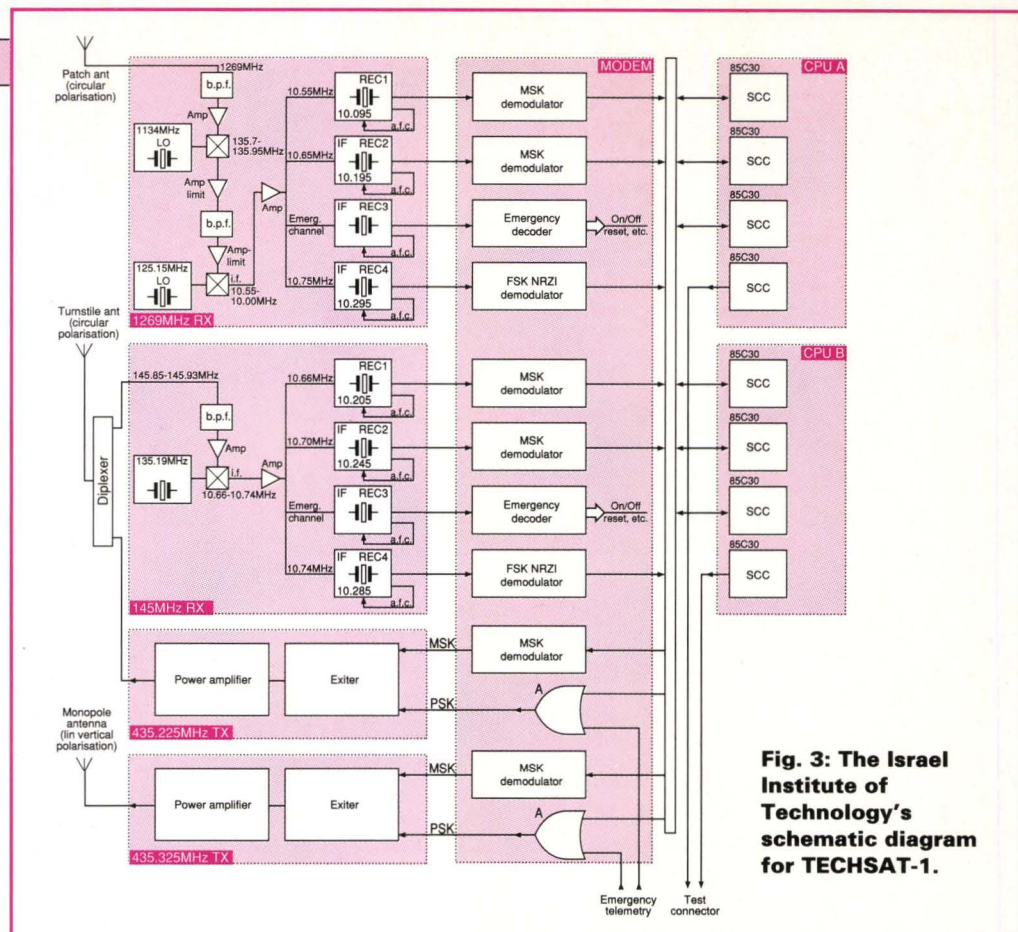 Patch ant
(circular
polarisation)
1269MHz
b.p.f.
Amp
1134MHz
LO
135.7-
135.95MHz
Amp
limit
b.p.f.
Amp-
limit
125.15MHz
LO
i.f.
10.55-
10.00MHz
Amp
1269MHz RX
10.55MHz
REC1
10.095
a.f.c.
10.65MHz
IF REC2
10.195
a.f.c.
Emerg.
channel
IF REC3
a.f.c.
10.75MHz
IF REC4
10.295
a.f.c.
MODEM
MSK
demodulator
MSK
demodulator
Emergency
decoder
On/Off
reset, etc.
FSK NRZI
demodulator
CPU A
85C30
SCC
85C30
SCC
85C30
SCC
85C30
SCC
Turnstile ant
(circular
polarisation)
Diplexer
145.85-145.93MHz
b.p.f.
Amp
135.19MHz
i.f.
10.66-10.74MHz
Amp
145MHz RX
10.66MHz
REC1
10.205
a.f.c.
10.70MHz
IF REC2
10.245
a.f.c.
Emerg.
channel
IF REC3
a.f.c.
10.74MHz
IF REC4
10.285
a.f.c.
MSK
demodulator
MSK
demodulator
Emergency
decoder
On/Off
reset, etc.
FSK NRZI
demodulator
CPU B
85C30
SCC
85C30
SCC
85C30
SCC
85C30
SCC
Power amplifier
Exiter
MSK
MSK
demodulator
PSK
A
435.225MHz TX
Monopole
antenna
(lin vertical
polarisation)
Power amplifier
Exiter
MSK
MSK
demodulator
PSK
A
435.325MHz TX
Emergency
telemetry
Test
connector
Fig. 3: The Israel
Institute of
Technology's
schematic diagram
for TECHSAT-1.